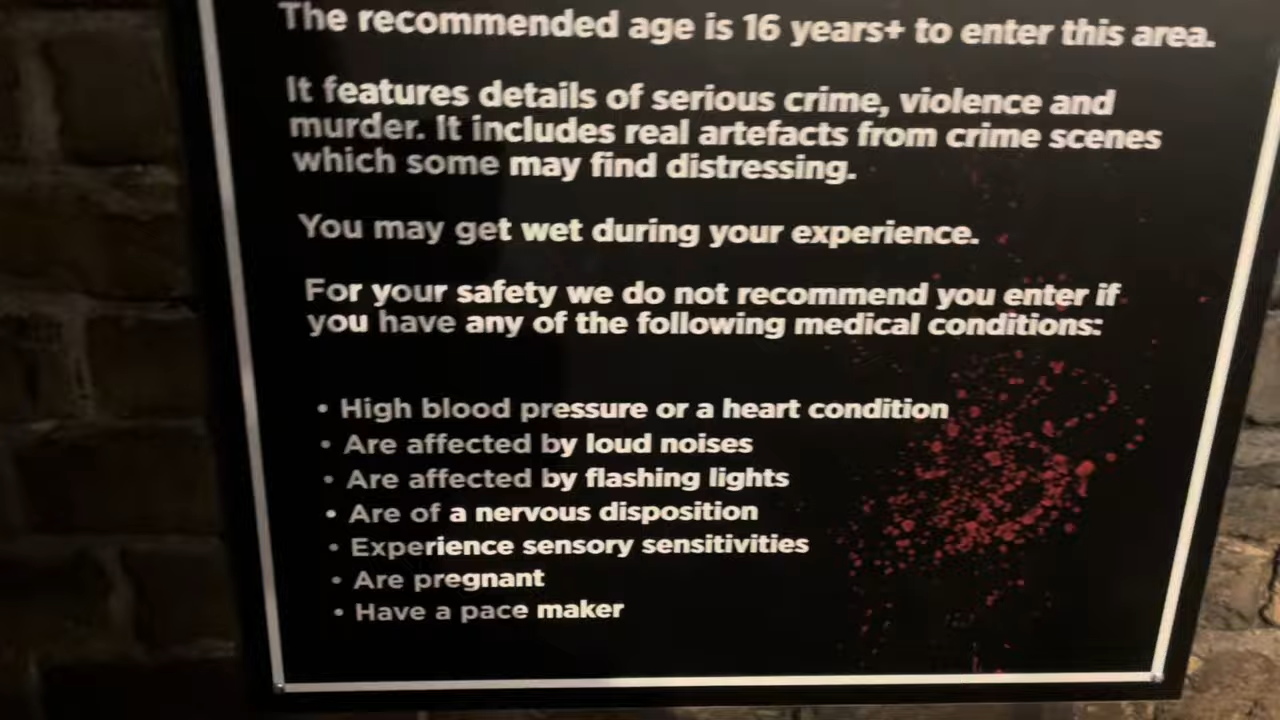 The recommended age is 16 years+ to enter this area.
It features details of serious crime, violence and
murder. It includes real artefacts from crime scenes
which some may find distressing.
You may get wet during your experience.
For your safety we do not recommend you enter if
you have any of the following medical conditions:
• High blood pressure or a heart condition
• Are affected by loud noises
• Are affected by flashing lights
• Are of a nervous disposition
• Experience sensory sensitivities
• Are pregnant
• Have a pace maker